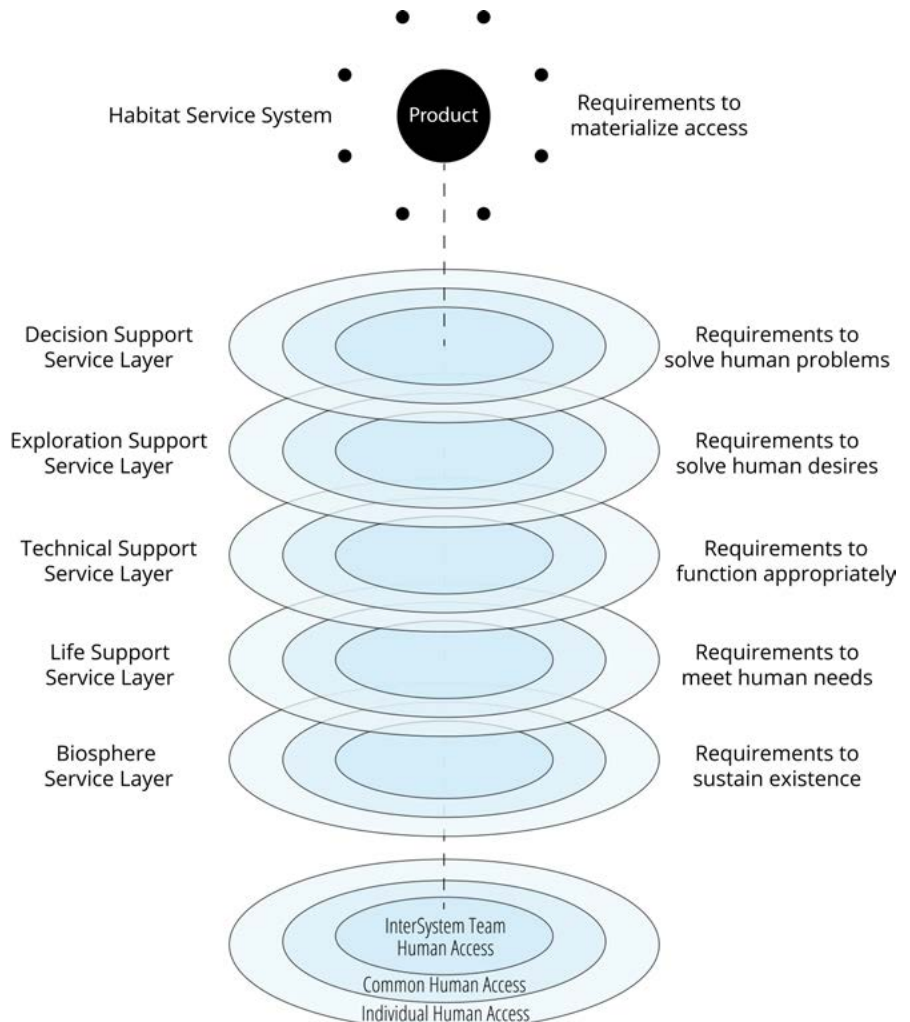 Habitat Service System
Product
Requirements to
materialize access
Decision Support
Service Layer
Requirements to
solve human problems
Exploration Support
Service Layer
Requirements to
solve human desires
Technical Support
Service Layer
Requirements to
function appropriately
Life Support
Service Layer
Requirements to
meet human needs
Biosphere
Service Layer
Requirements to
sustain existence
InterSystem Team
Human Access
Common Human Access
Individual Human Access